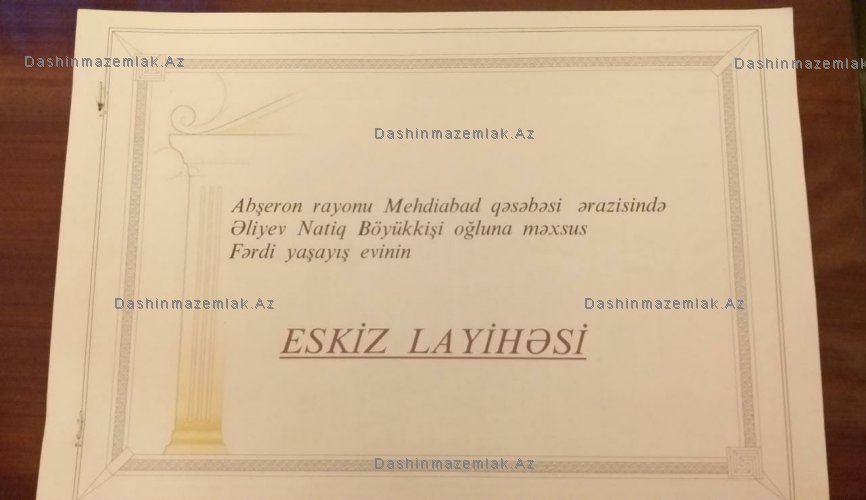 Dashinmazemlak.Az
Dashinmazemlak.Az
Dashinmazemlak.Az
Abşeron rayonu Mehdiabad qəsəbəsi ərazisində
Əliyev Natiq Böyükkişi oğluna məxsus
Fərdi yaşayış evinin
Dashinmazemlak.Az
Dashinmazemlak.Az
ESKİZ LAYİHƏSİ
Dashinmazemlak.Az